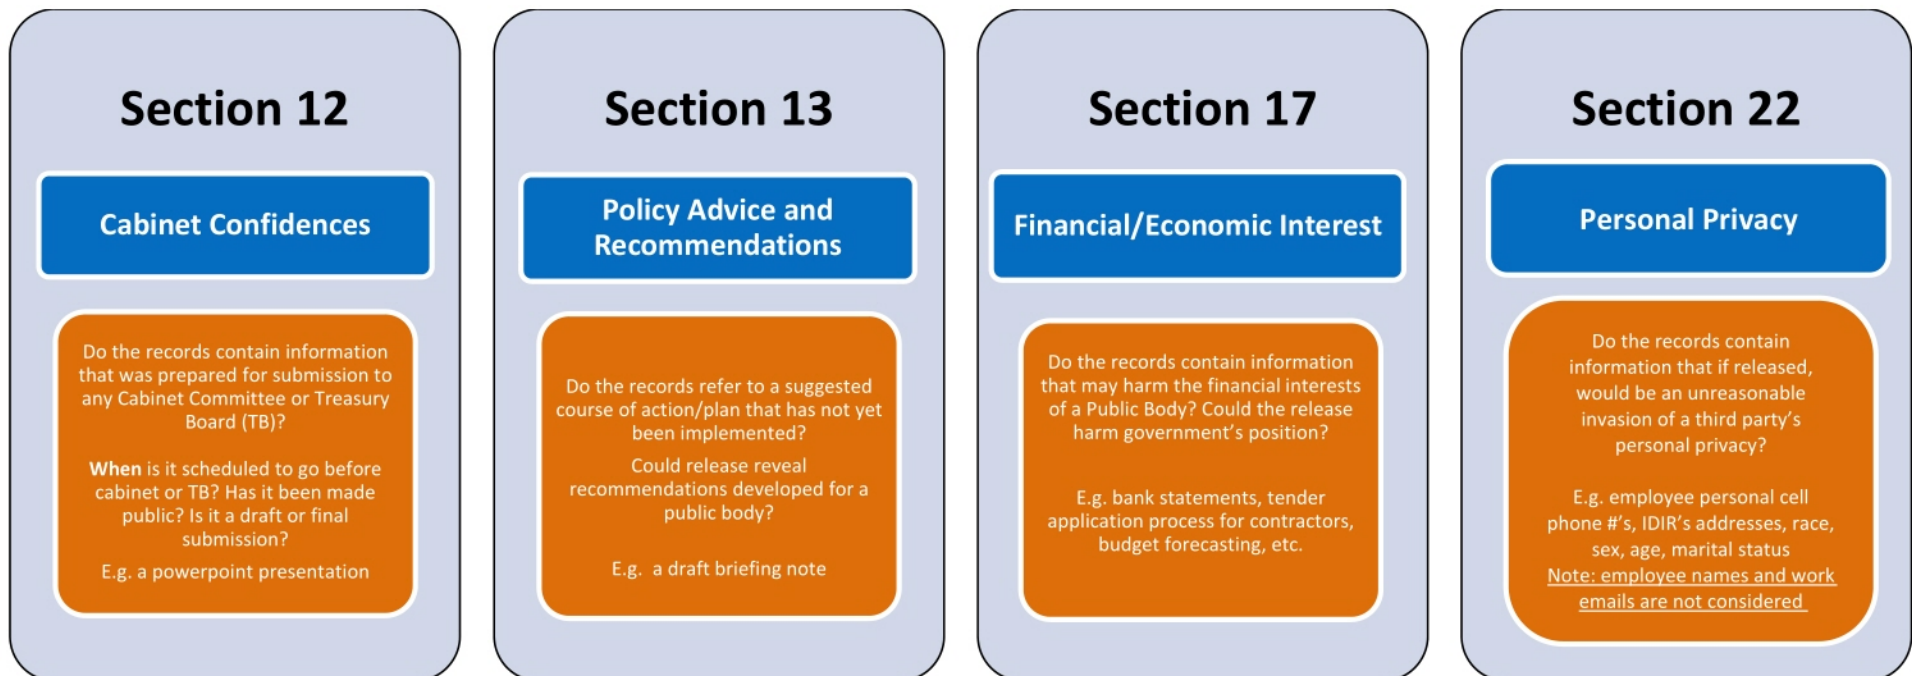 Section 12
Cabinet Confidences
Do the records contain information
that was prepared for submission to
any Cabinet Committee or Treasury
Board (TB)?
When is it scheduled to go before
cabinet or TB? Has it been made
public? Is it a draft or final
submission?
E.g. a powerpoint presentation
Section 13
Policy Advice and
Recommendations
Do the records refer to a suggested
course of action/plan that has not yet
been implemented?
Could release reveal
recommendations developed for a
public body?
E.g.  a draft briefing note
Section 17
Financial/Economic Interest
Do the records contain information
that may harm the financial interests
of a Public Body? Could the release
harm government’s position?
E.g. bank statements, tender
application process for contractors,
budget forecasting, etc.
Section 22
Personal Privacy
Do the records contain
information that if released,
would be an unreasonable
invasion of a third party’s
personal privacy?
E.g. employee personal cell
phone #’s, IDIR’s addresses, race,
sex, age, marital status
Note: employee names and work
emails are not considered